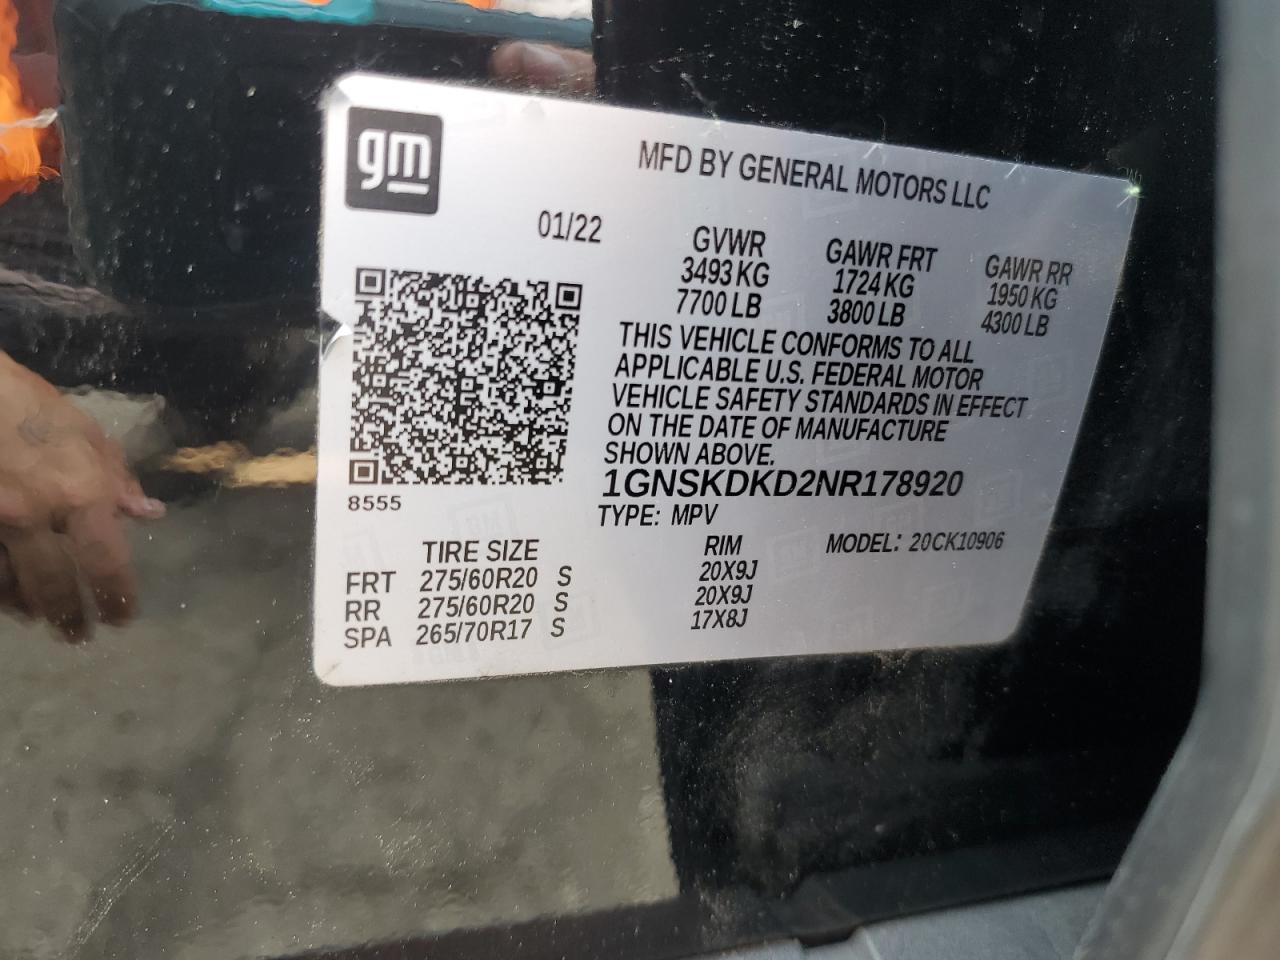 gm
MFD BY GENERAL MOTORS LLC
01/22
GVWR GAWR FRT GAWR RR
3493 KG 1724 KG 1950 KG
7700 LB 3800 LB 4300 LB
THIS VEHICLE CONFORMS TO ALL
APPLICABLE U.S. FEDERAL MOTOR
VEHICLE SAFETY STANDARDS IN EFFECT
ON THE DATE OF MANUFACTURE
SHOWN ABOVE.
1GNSKDKD2NR178920
8555
TYPE: MPV
MODEL: 20CK10906
TIRE SIZE RIM
FRT 275/60R20 S 20X9J
RR 275/60R20 S 20X9J
SPA 265/70R17 S 17X8J